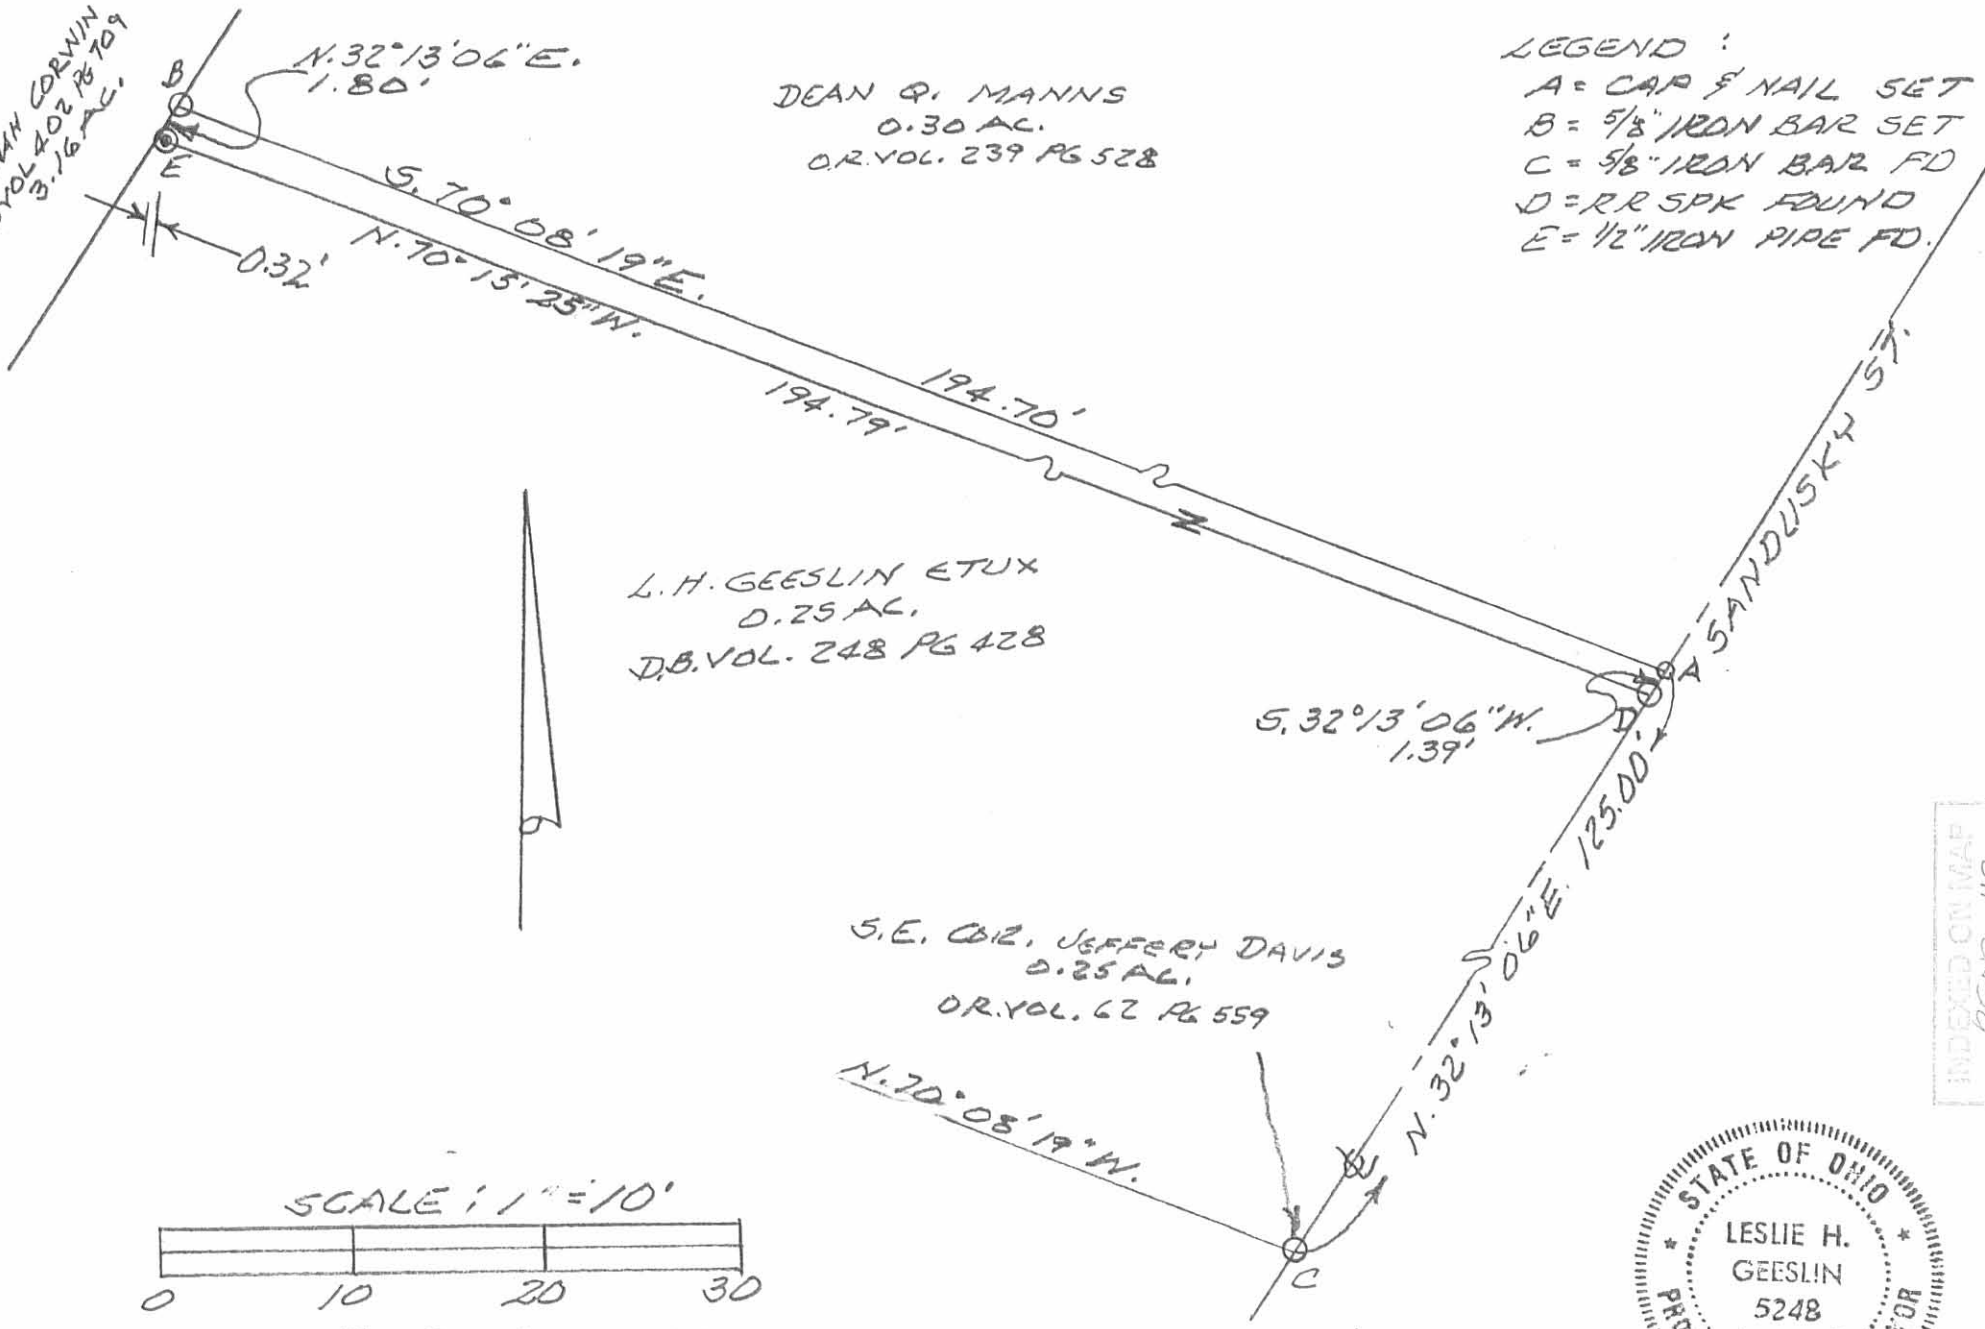 CORWIN
VOL 402 PG 709
3.16 AC.
B
E
N.32°13'06"E.
1.80'
0.32'
DEAN Q. MANNS
0.30 AC.
O.R.VOL. 239 PG 528
LEGEND :
A = CAP & NAIL SET
B = 5/8" IRON BAR SET
C = 5/8" IRON BAR FD
D = RR SPK FOUND
E = 1/2" IRON PIPE FD.
S. 70° 08' 19"E.
194.70'
N. 70° 15' 25"W.
194.79'
Z
SANDUSKY ST.
A
D
L.H. GEESLIN ETUX
0.25 AC.
D.B.VOL. 248 PG 428
S. 32°13'06"W.
1.39'
N. 32°13'06"E. 125.00'
S.E. COR. JEFFERY DAVIS
0.25 AC.
O.R.VOL. 62 PG 559
N.70°08'19"W.
C
SCALE : 1"=10'
0 10 20 30
INDEXED ON MAP
STATE OF OHIO
LESLIE H.
GEESLIN
5248